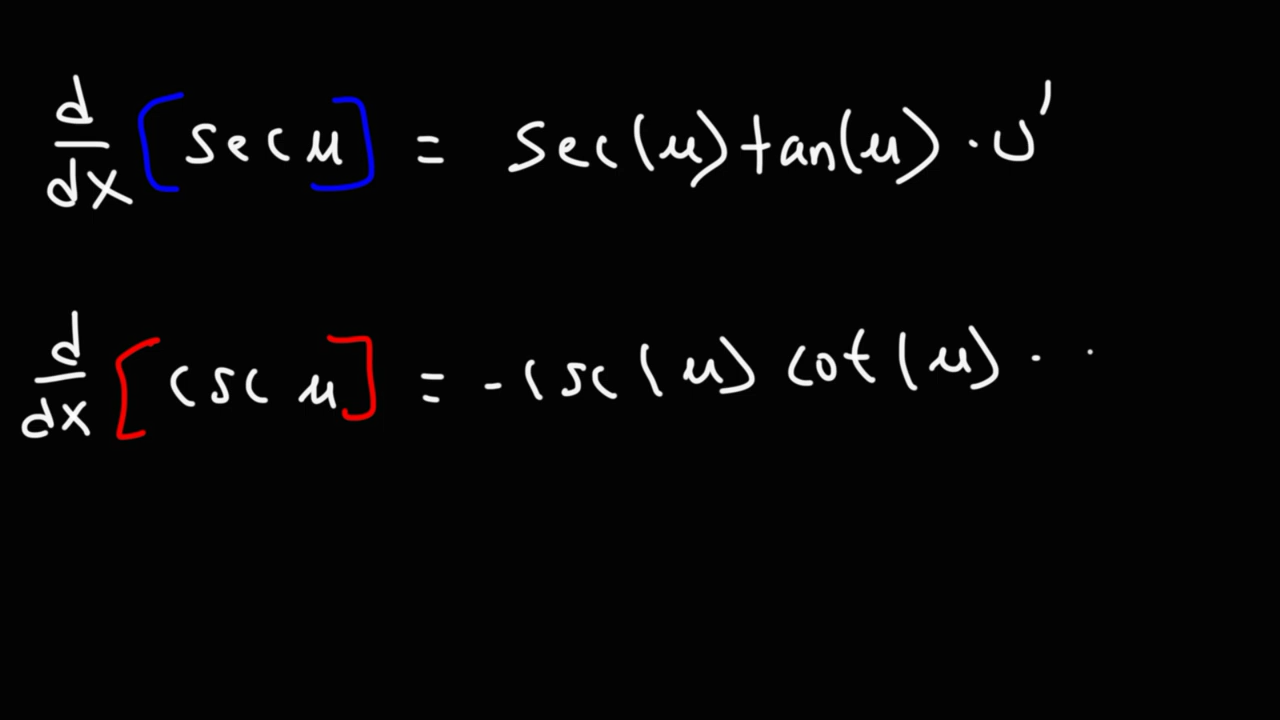 d/dx [sec u] = sec(u)tan(u) · u'
d/dx [csc u] = -csc(u) cot(u) · ·